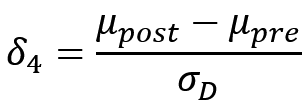 δ₄ = (μ_post − μ_pre) / σ_D